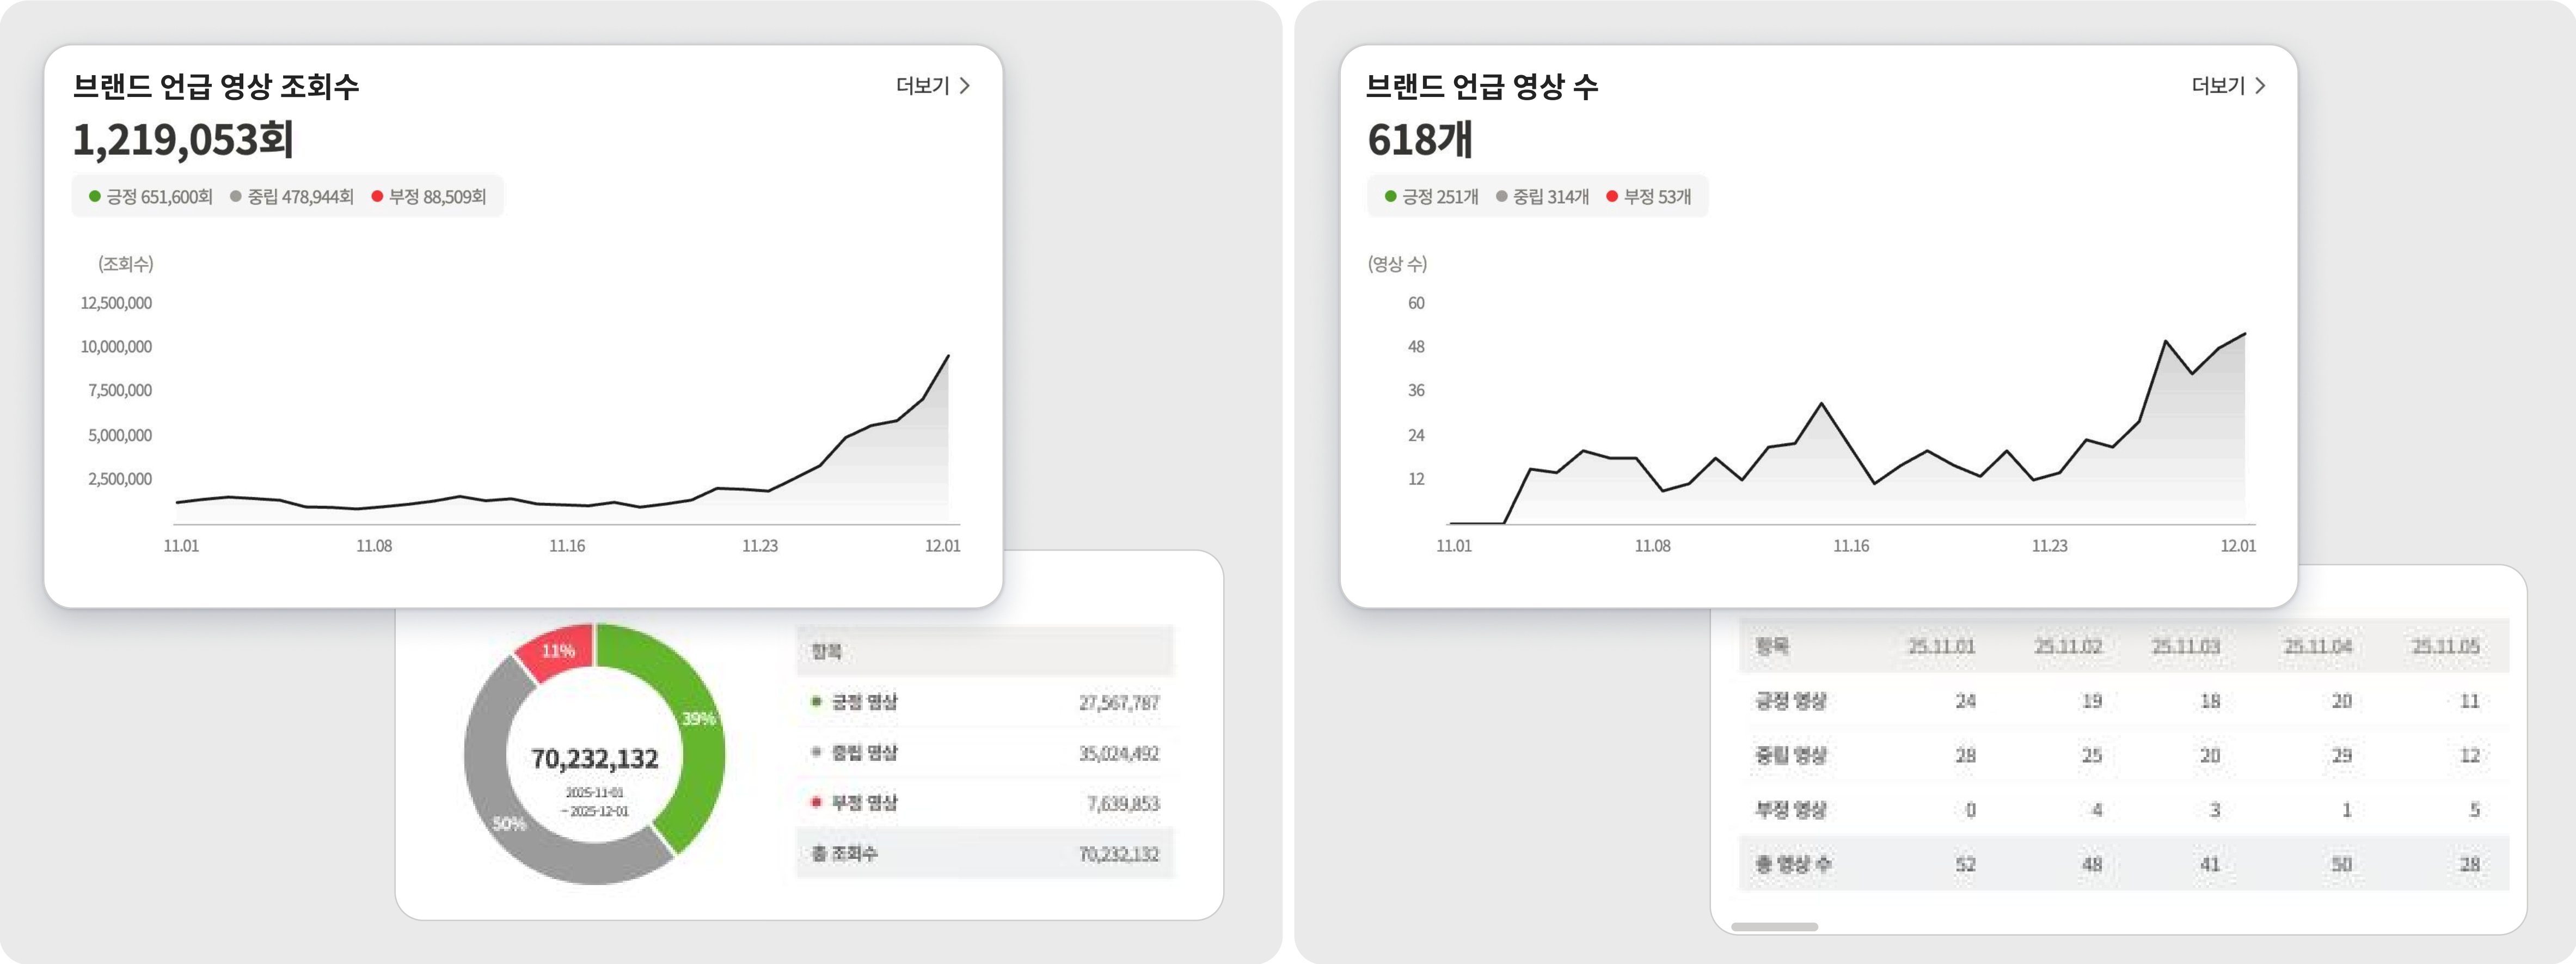 브랜드 언급 영상 조회수
더보기 >
1,219,053회
긍정 651,600회 중립 478,944회 부정 88,509회
(조회수)
12,500,000
10,000,000
7,500,000
5,000,000
2,500,000
11.01 11.08 11.16 11.23 12.01
11%
39%
50%
70,232,132
2025-11-01
~ 2025-12-01
항목
긍정 영상 27,567,787
중립 영상 35,024,492
부정 영상 7,639,853
총 조회수 70,232,132
브랜드 언급 영상 수
더보기 >
618개
긍정 251개 중립 314개 부정 53개
(영상 수)
60
48
36
24
12
11.01 11.08 11.16 11.23 12.01
항목 25.11.01 25.11.02 25.11.03 25.11.04 25.11.05
긍정 영상 24 19 18 20 11
중립 영상 28 25 20 29 12
부정 영상 0 4 3 1 5
총 영상 수 52 48 41 50 28